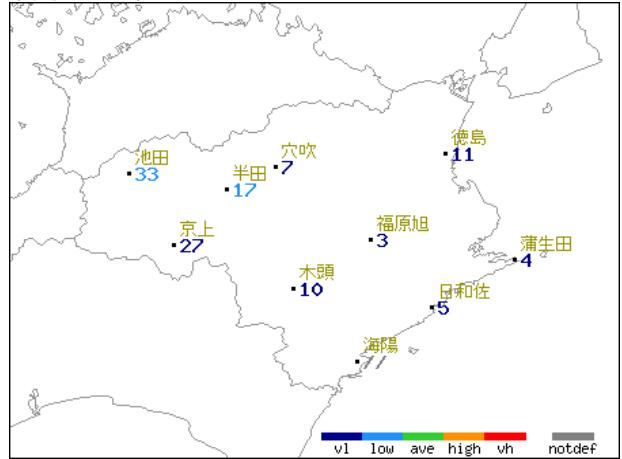 徳島
11
穴吹
7
池田
33
半田
17
福原旭
3
京上
27
蒲生田
4
木頭
10
日和佐
5
海陽
vl low ave high vh notdef